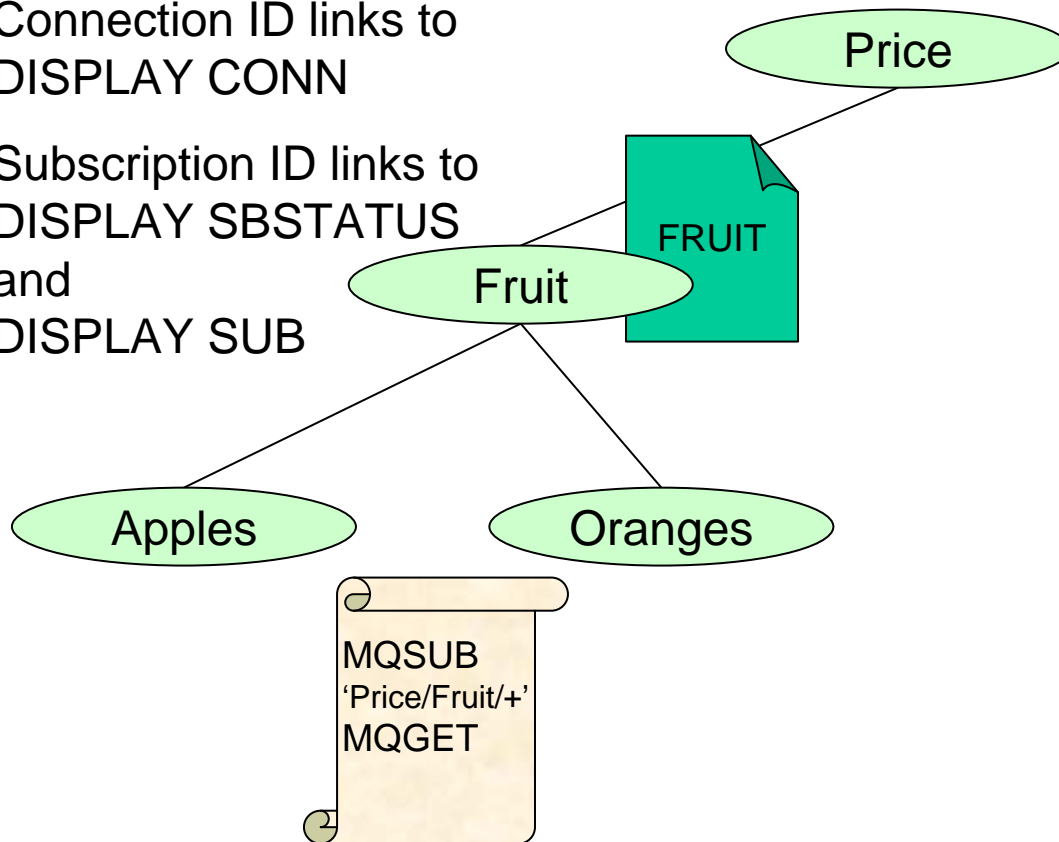 Connection ID links to
DISPLAY CONN
Subscription ID links to
DISPLAY SBSTATUS
and
DISPLAY SUB
Price
FRUIT
Fruit
Apples
Oranges
MQSUB
‘Price/Fruit/+’
MQGET